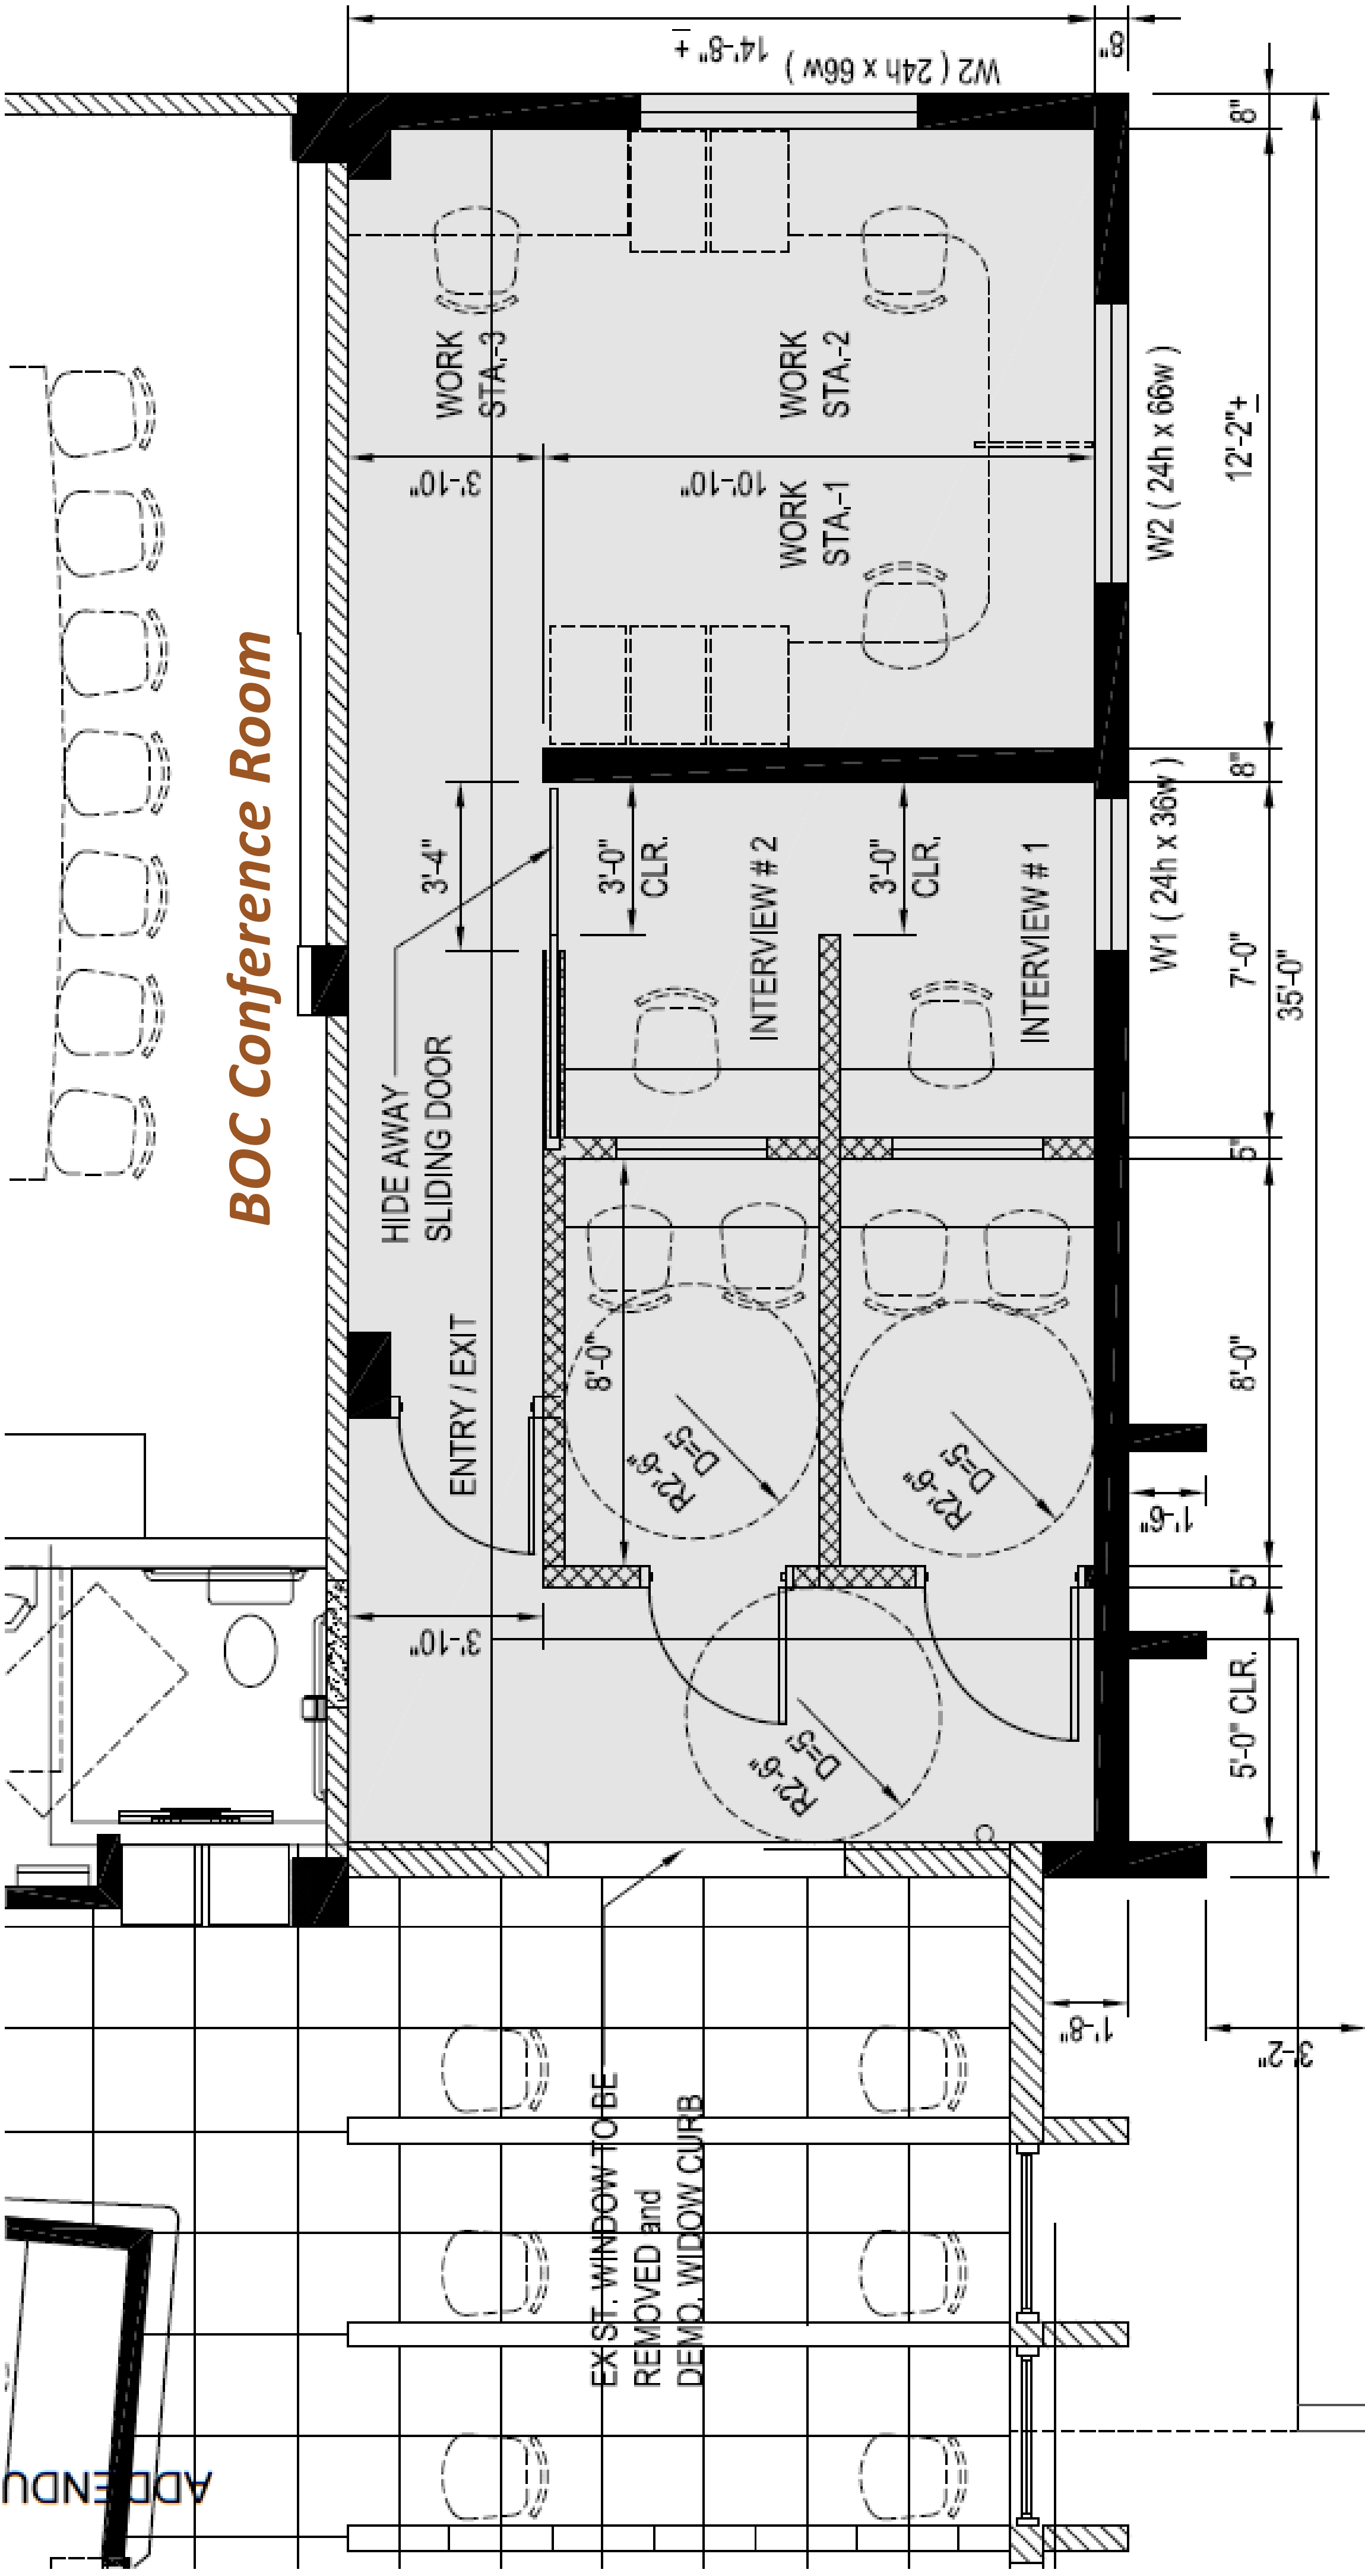 BOC Conference Room
HIDE AWAY
SLIDING DOOR
ENTRY / EXIT
3'-4"
3'-10"
3'-10"
10'-10"
14'-8" ±
8"
W2 ( 24h x 66w )
WORK
STA.-3
WORK
STA.-2
WORK
STA.-1
3'-0"
CLR.
INTERVIEW # 2
3'-0"
CLR.
INTERVIEW # 1
8'-0"
R2'-6"
D=5'
R2'-6"
D=5'
R2'-6"
D=5'
EXIST. WINDOW TO BE
REMOVED and
DEMO. WIDOW CURB
W1 ( 24h x 36w )
W2 ( 24h x 66w )
1'-8"
3'-2"
1'-6"
5'-0" CLR.
5'
8'-0"
5"
7'-0"
8"
12'-2"±
8"
35'-0"
ADDENDU